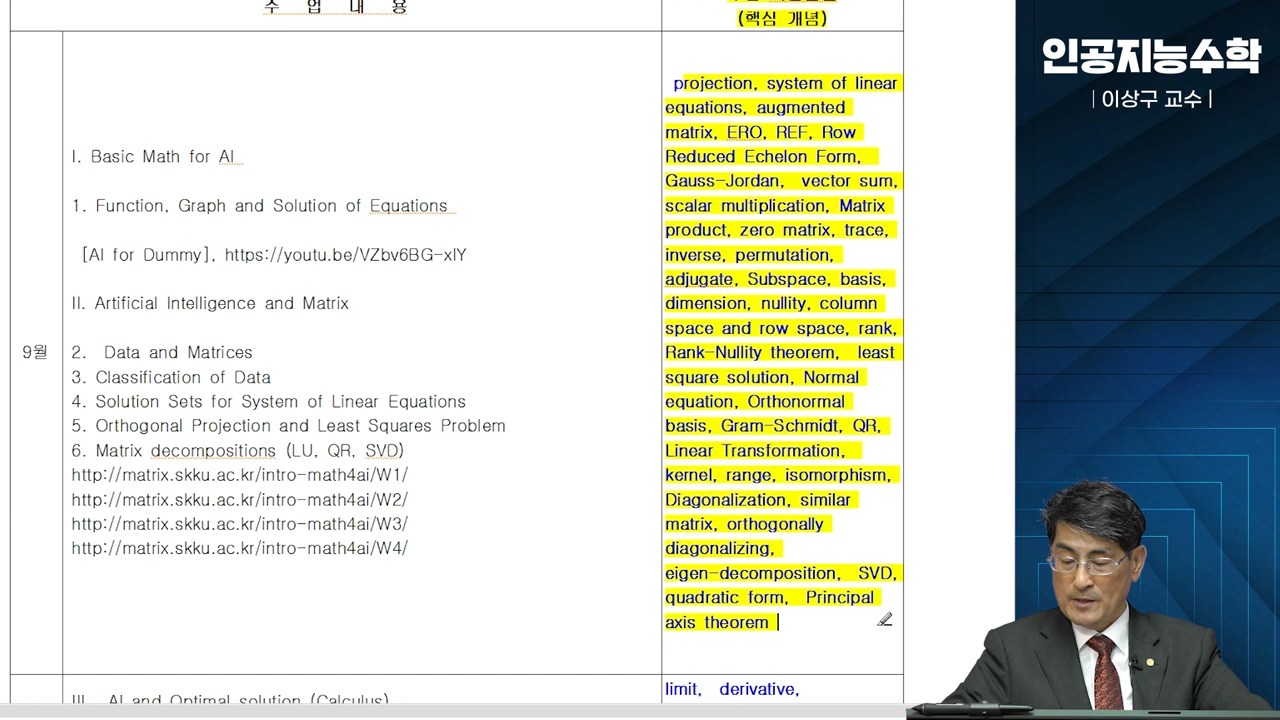 수 업 내 용
(핵심 개념)
인공지능수학
| 이상구 교수 |
9월
I. Basic Math for AI
1. Function, Graph and Solution of Equations
[AI for Dummy], https://youtu.be/VZbv6BG-xIY
II. Artificial Intelligence and Matrix
2. Data and Matrices
3. Classification of Data
4. Solution Sets for System of Linear Equations
5. Orthogonal Projection and Least Squares Problem
6. Matrix decompositions (LU, QR, SVD)
http://matrix.skku.ac.kr/intro-math4ai/W1/
http://matrix.skku.ac.kr/intro-math4ai/W2/
http://matrix.skku.ac.kr/intro-math4ai/W3/
http://matrix.skku.ac.kr/intro-math4ai/W4/
projection, system of linear
equations, augmented
matrix, ERO, REF, Row
Reduced Echelon Form,
Gauss-Jordan, vector sum,
scalar multiplication, Matrix
product, zero matrix, trace,
inverse, permutation,
adjugate, Subspace, basis,
dimension, nullity, column
space and row space, rank,
Rank-Nullity theorem, least
square solution, Normal
equation, Orthonormal
basis, Gram-Schmidt, QR,
Linear Transformation,
kernel, range, isomorphism,
Diagonalization, similar
matrix, orthogonally
diagonalizing,
eigen-decomposition, SVD,
quadratic form, Principal
axis theorem
III. AI and Optimal solution (Calculus)
limit, derivative,